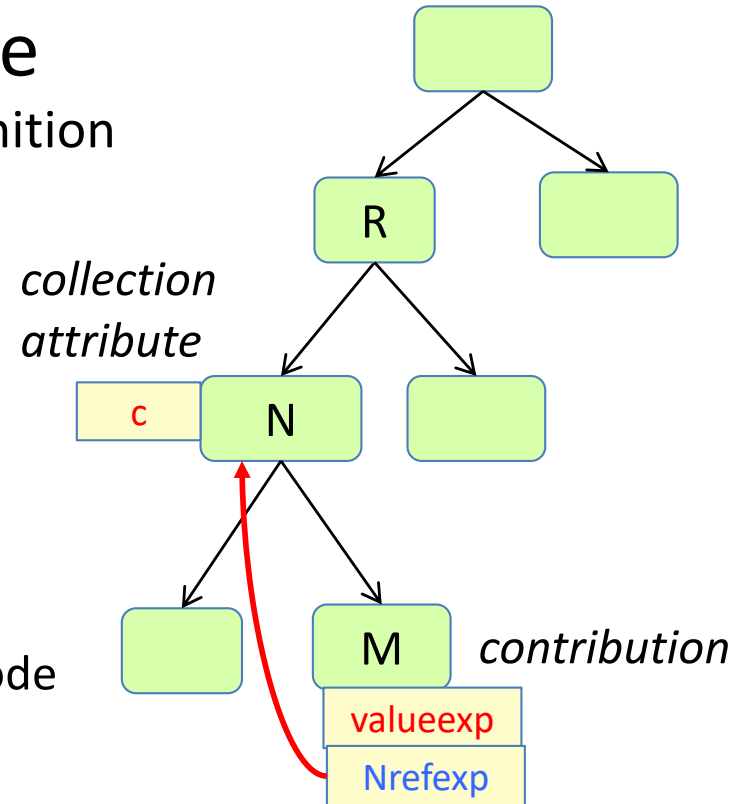 e
nition
R
collection
attribute
c
N
M
contribution
ode
valueexp
Nrefexp